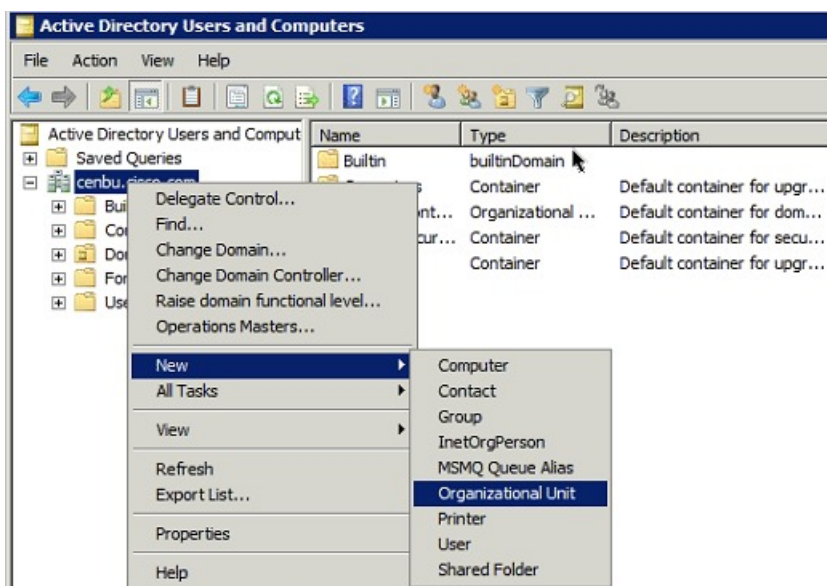 Active Directory Users and Computers
File Action View Help
Active Directory Users and Comput
Name Type Description
Saved Queries
Builtin builtinDomain
cenbu.cisco.com
Container Default container for upgr...
Organizational ... Default container for dom...
Container Default container for secu...
Container Default container for upgr...
Delegate Control...
Find...
Change Domain...
Change Domain Controller...
Raise domain functional level...
Operations Masters...
New
All Tasks
View
Refresh
Export List...
Properties
Help
Computer
Contact
Group
InetOrgPerson
MSMQ Queue Alias
Organizational Unit
Printer
User
Shared Folder